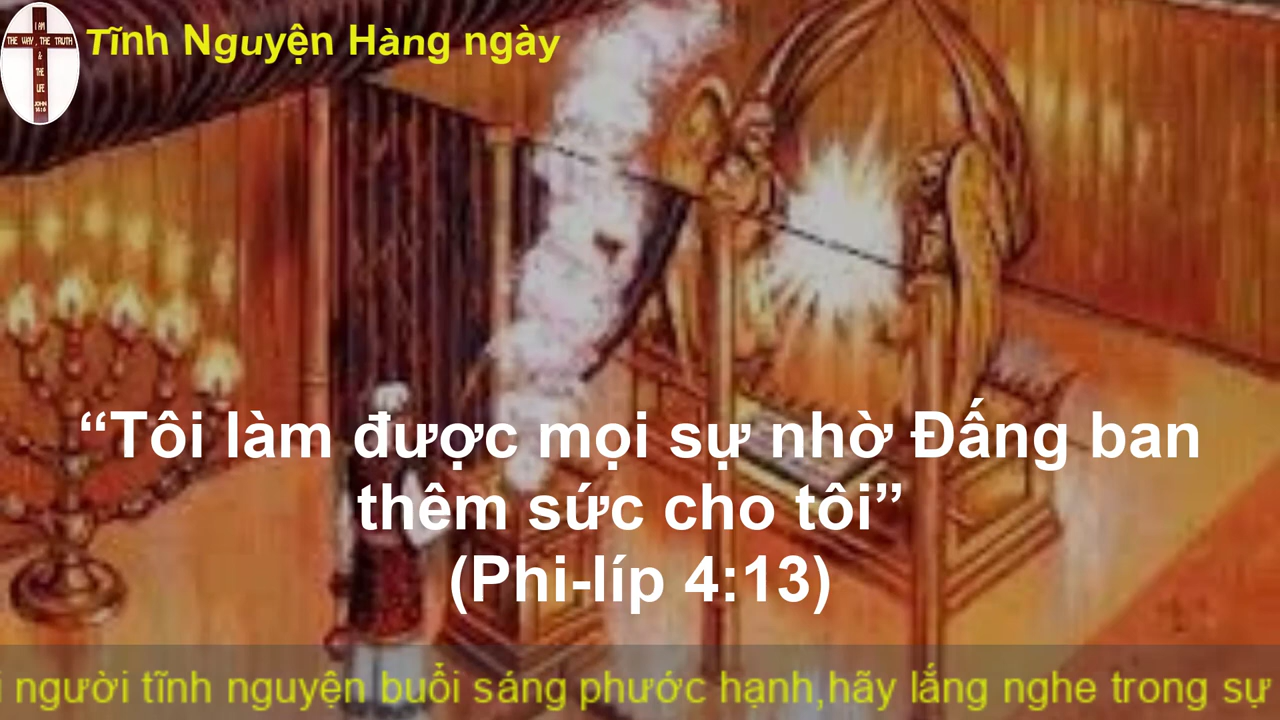 I AM
THE WAY, THE TRUTH
&
THE
LIFE
JOHN
Tĩnh Nguyện Hàng ngày
“Tôi làm được mọi sự nhờ Đấng ban
thêm sức cho tôi”
(Phi-líp 4:13)
i người tĩnh nguyện buổi sáng phước hạnh,hãy lắng nghe trong sự